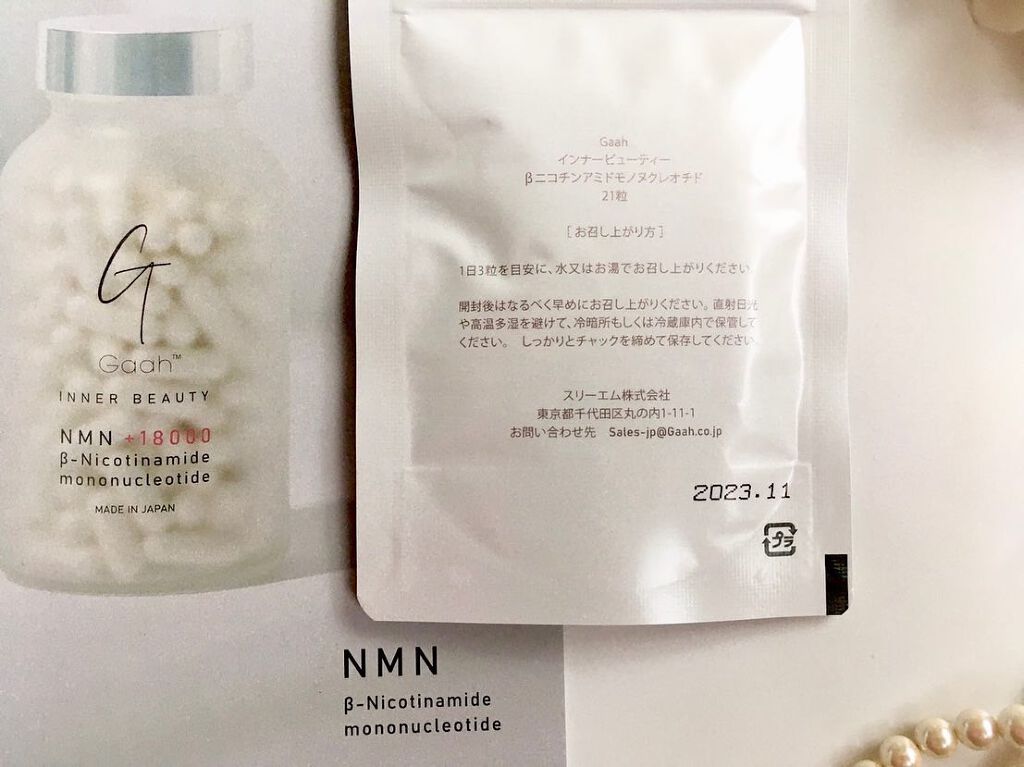 G
Gaah™
INNER BEAUTY
NMN +18000
β-Nicotinamide
mononucleotide
MADE IN JAPAN
NMN
β-Nicotinamide
mononucleotide
Gaah
インナービューティー
βニコチンアミドモノヌクレオチド
21粒
[お召し上がり方]
1日3粒を目安に、水又はお湯でお召し上がりください。
開封後はなるべく早めにお召し上がりください。直射日光
や高温多湿を避けて、冷暗所もしくは冷蔵庫内で保管して
ください。 しっかりとチャックを締めて保存してください。
スリーエム株式会社
東京都千代田区丸の内1-11-1
お問い合わせ先 Sales-jp@Gaah.co.jp
2023.11
プラ